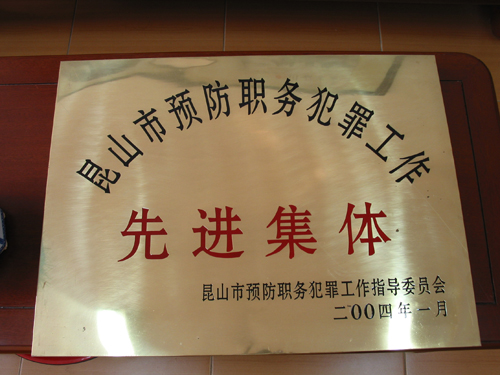 昆山市预防职务犯罪工作
先进集体
昆山市预防职务犯罪工作指导委员会
二00四年一月